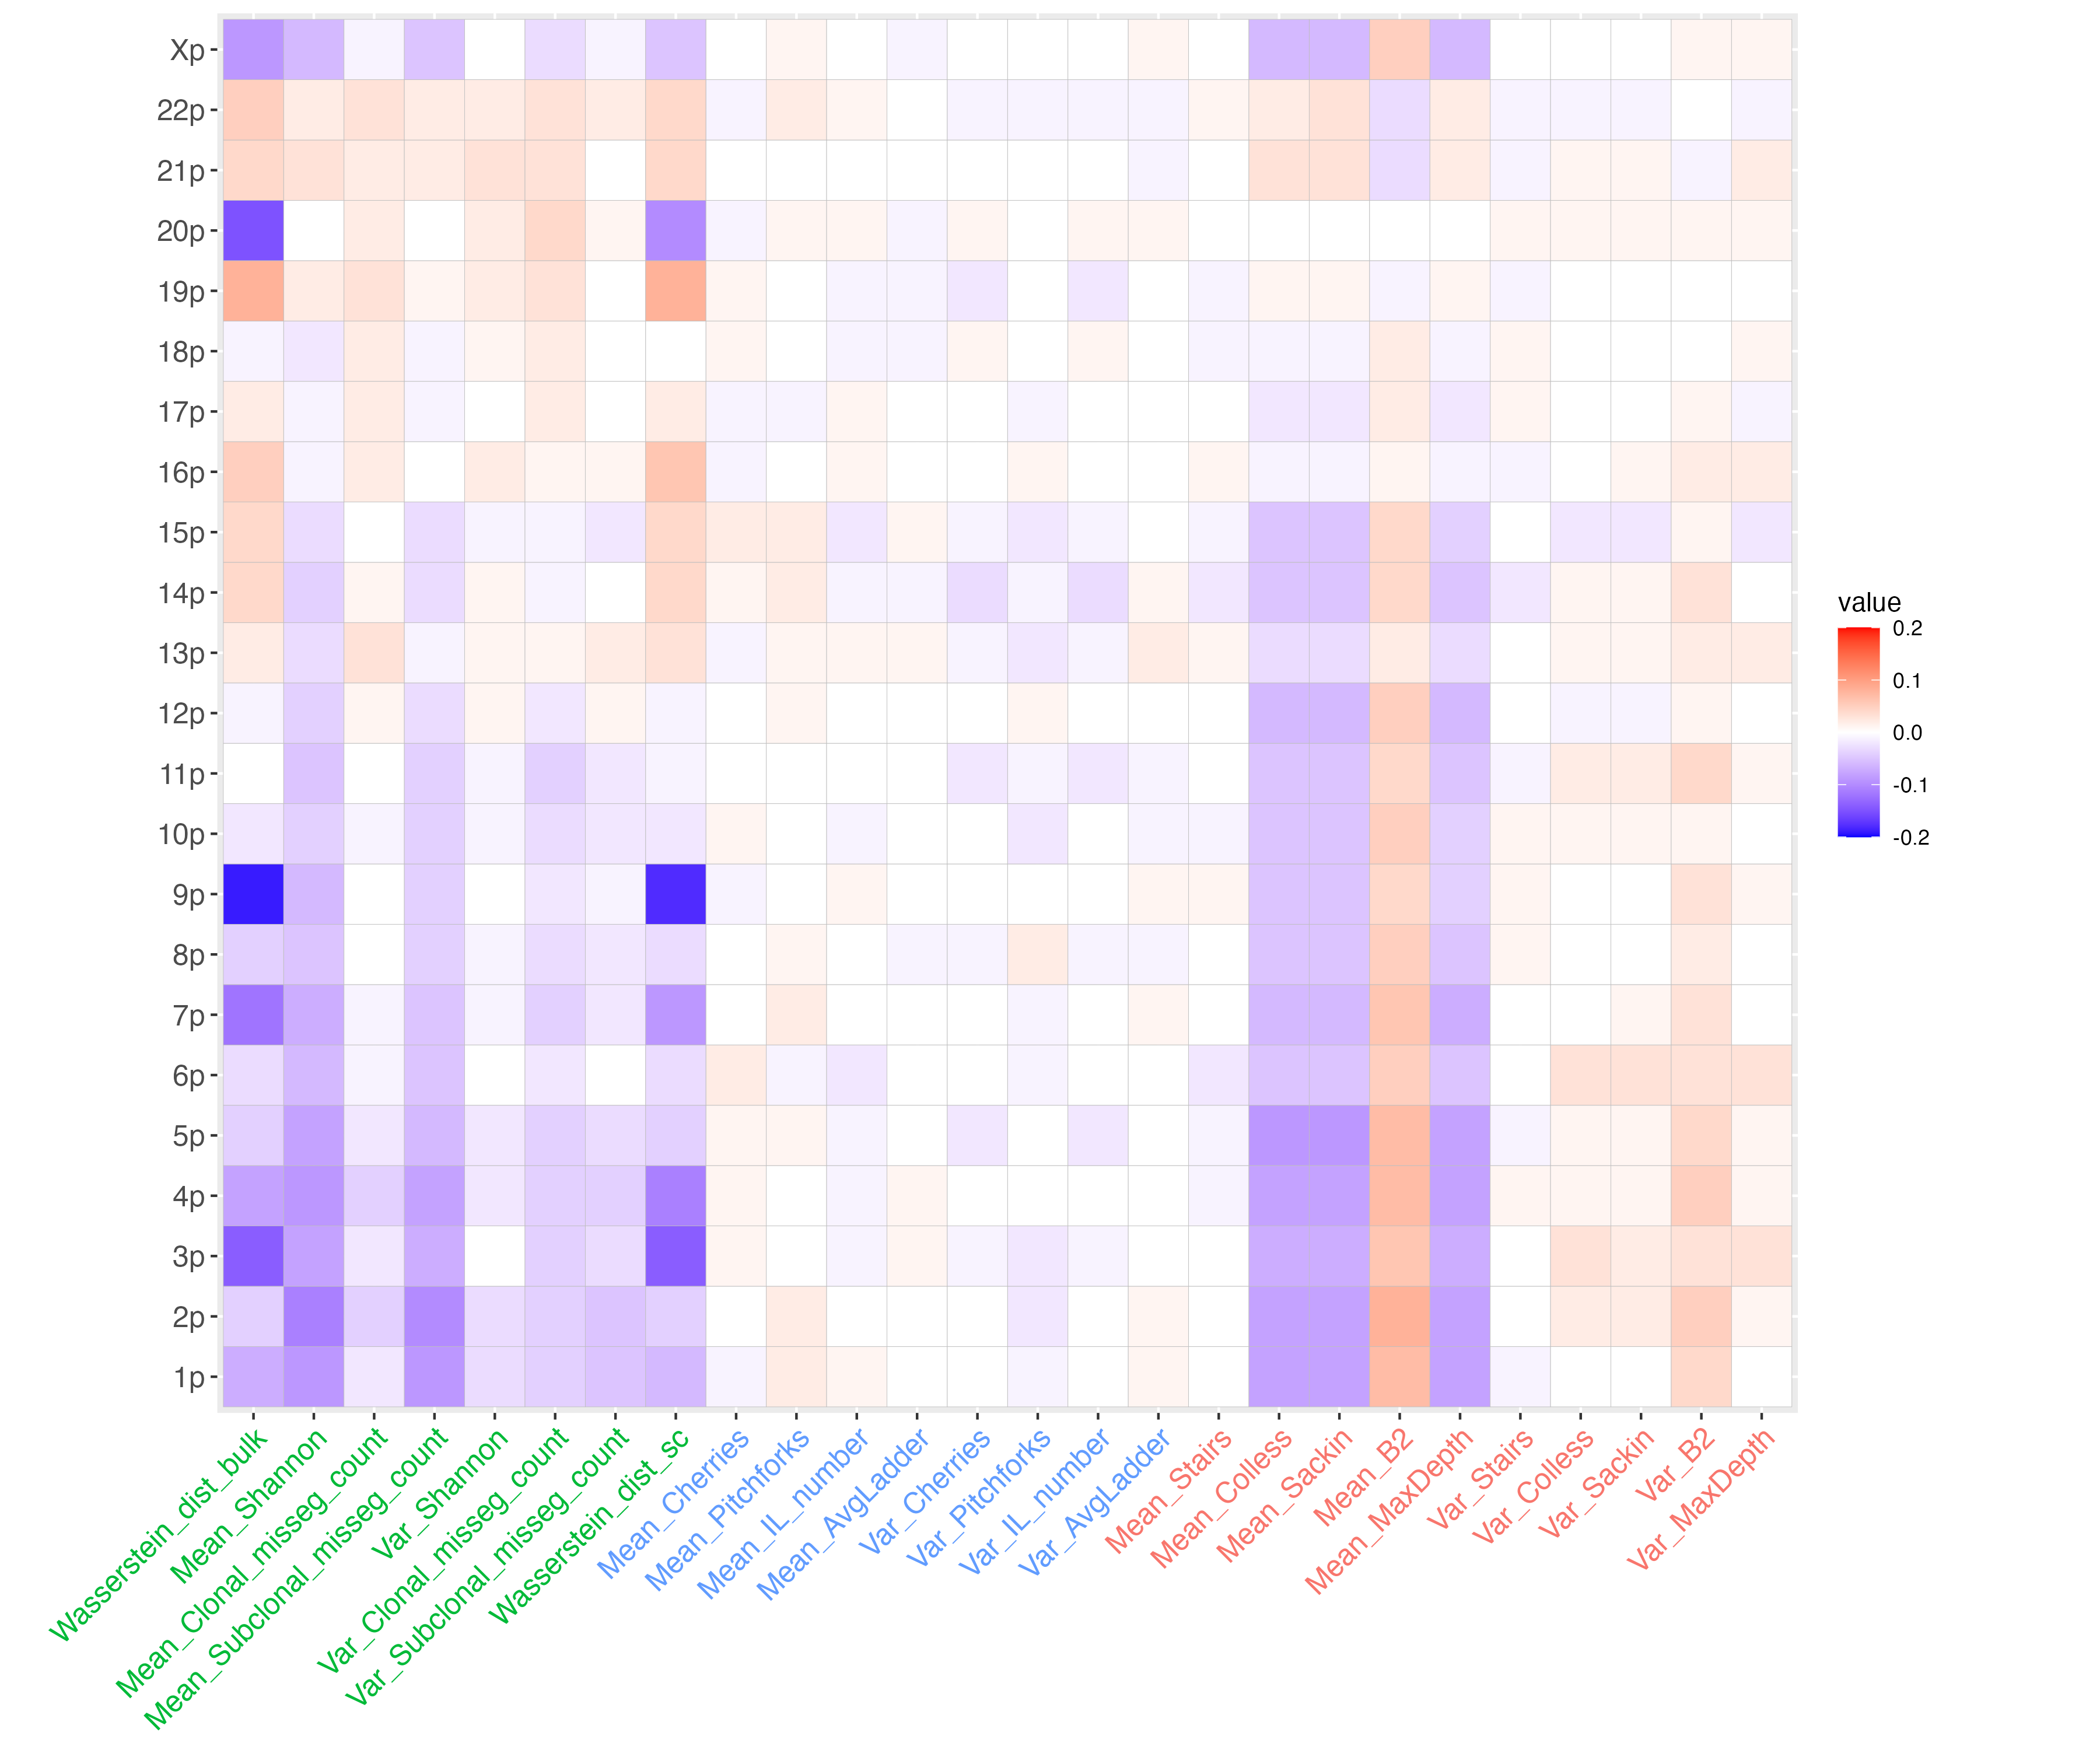 Xp
22p
21p
20p
19p
18p
17p
16p
15p
14p
13p
12p
11p
10p
9p
8p
7p
6p
5p
4p
3p
2p
1p
Wasserstein_dist_bulk
Mean_Shannon
Mean_Clonal_misseg_count
Mean_Subclonal_misseg_count
Var_Shannon
Var_Clonal_misseg_count
Var_Subclonal_misseg_count
Wasserstein_dist_sc
Mean_Cherries
Mean_Pitchforks
Mean_IL_number
Mean_AvgLadder
Var_Cherries
Var_Pitchforks
Var_IL_number
Var_AvgLadder
Mean_Stairs
Mean_Colless
Mean_Sackin
Mean_B2
Mean_MaxDepth
Var_Stairs
Var_Colless
Var_Sackin
Var_B2
Var_MaxDepth
value
0.2
0.1
0.0
-0.1
-0.2